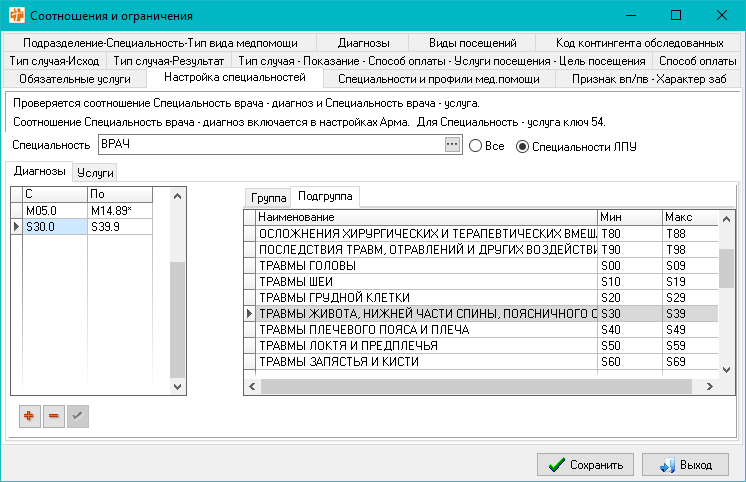 Соотношения и ограничения
Подразделение-Специальность-Тип вида медпомощи
Диагнозы
Виды посещений
Код контингента обследованных
Тип случая-Исход
Тип случая-Результат
Тип случая - Показание - Способ оплаты - Услуги посещения - Цель посещения
Способ оплаты
Обязательные услуги
Настройка специальностей
Специальности и профили мед.помощи
Признак вп/пв - Характер заб
Проверяется соотношение Специальность врача - диагноз и Специальность врача - услуга.
Соотношение Специальность врача - диагноз включается в настройках Арма. Для Специальность - услуга ключ 54.
Специальность
ВРАЧ
...
Все
Специальности ЛПУ
Диагнозы
Услуги
С По
M05.0 M14.89*
S30.0 S39.9
Группа
Подгруппа
Наименование Мин Макс
ОСЛОЖНЕНИЯ ХИРУРГИЧЕСКИХ И ТЕРАПЕВТИЧЕСКИХ ВМЕШ T80 T88
ПОСЛЕДСТВИЯ ТРАВМ, ОТРАВЛЕНИЙ И ДРУГИХ ВОЗДЕЙСТВИ T90 T98
ТРАВМЫ ГОЛОВЫ S00 S09
ТРАВМЫ ШЕИ S10 S19
ТРАВМЫ ГРУДНОЙ КЛЕТКИ S20 S29
ТРАВМЫ ЖИВОТА, НИЖНЕЙ ЧАСТИ СПИНЫ, ПОЯСНИЧНОГО О S30 S39
ТРАВМЫ ПЛЕЧЕВОГО ПОЯСА И ПЛЕЧА S40 S49
ТРАВМЫ ЛОКТЯ И ПРЕДПЛЕЧЬЯ S50 S59
ТРАВМЫ ЗАПЯСТЬЯ И КИСТИ S60 S69
Сохранить
Выход